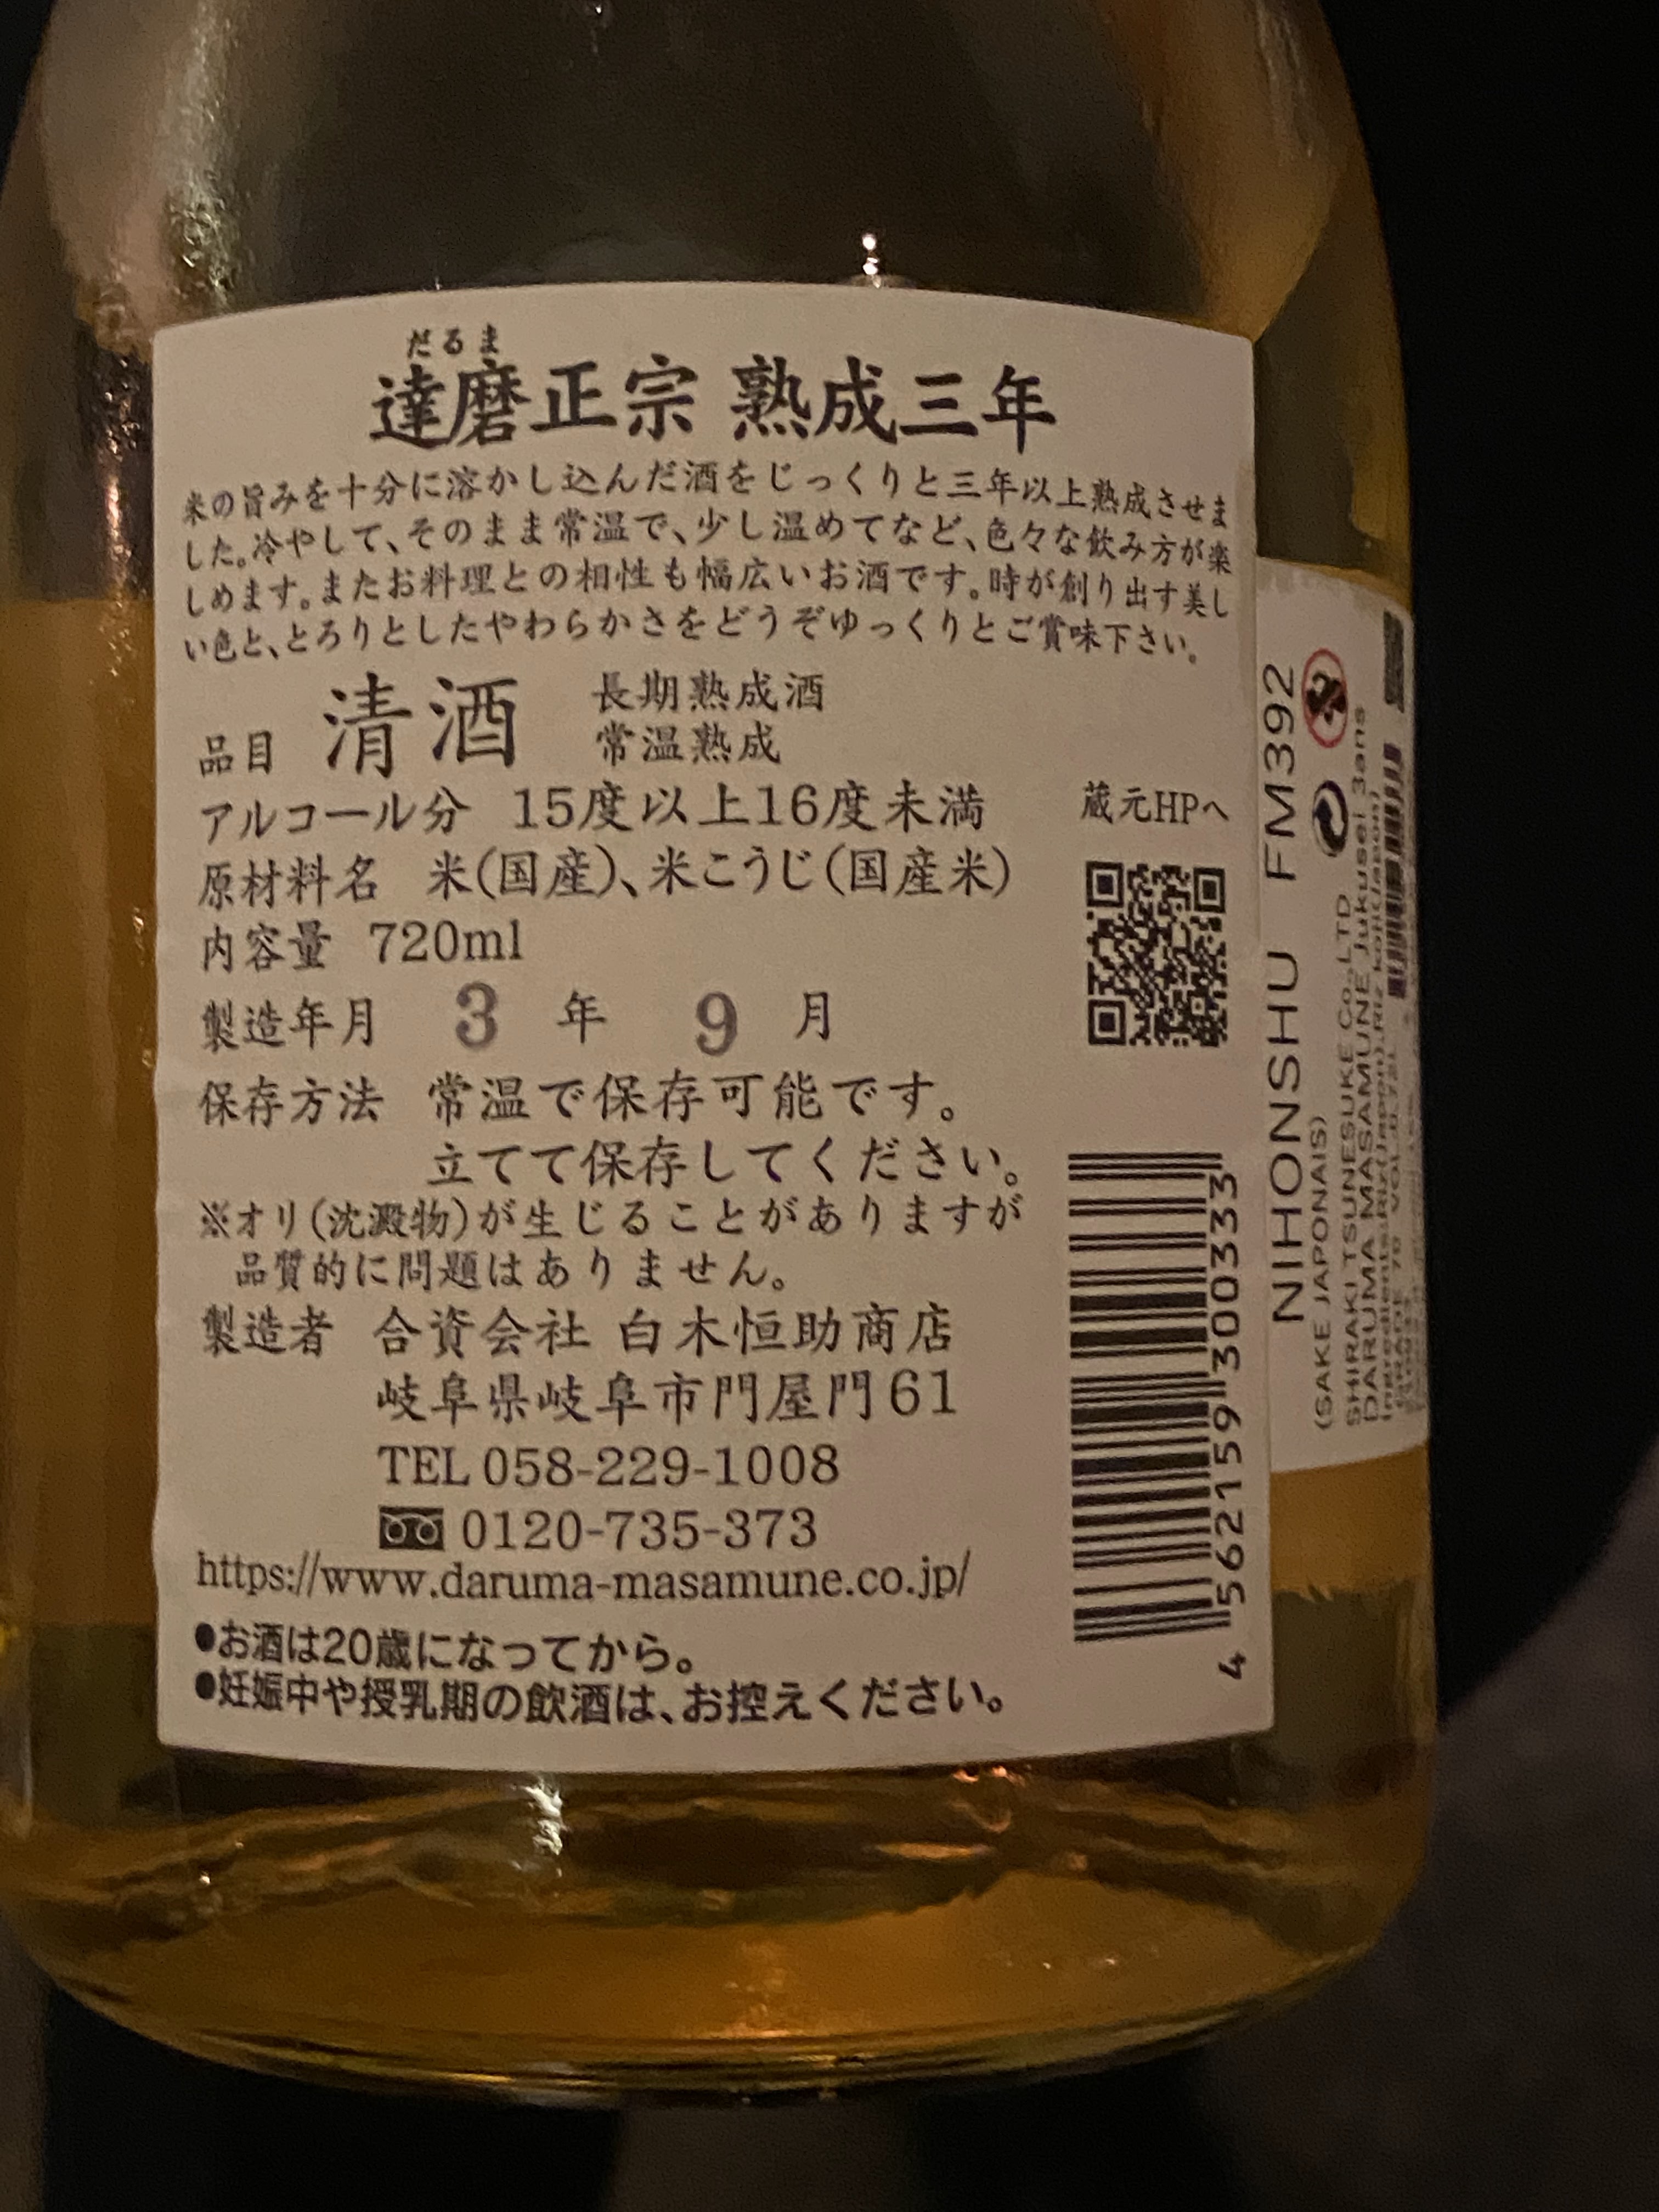 だるま
達磨正宗 熟成三年
米の旨みを十分に溶かし込んだ酒をじっくりと三年以上熟成させま
した。冷やして、そのまま常温で、少し温めてなど、色々な飲み方が楽
しめます。またお料理との相性も幅広いお酒です。時が創り出す美し
い色と、とろりとしたやわらかさをどうぞゆっくりとご賞味下さい。
品目 清酒 長期熟成酒
常温熟成
アルコール分 15度以上16度未満
原材料名 米(国産)、米こうじ(国産米)
内容量 720ml
製造年月 3 年 9 月
保存方法 常温で保存可能です。
立てて保存してください。
※オリ(沈澱物)が生じることがありますが
品質的に問題はありません。
製造者 合資会社 白木恒助商店
岐阜県岐阜市門屋門61
TEL 058-229-1008
0120-735-373
https://www.daruma-masamune.co.jp/
●お酒は20歳になってから。
●妊娠中や授乳期の飲酒は、お控えください。
蔵元HPへ
4 562159 300333
NIHONSHU FM392
(SAKE JAPONAIS)
SHIRAKI TSUNESUKE Co., LTD
DARUMA MASAMUNE Jukusei 3ans